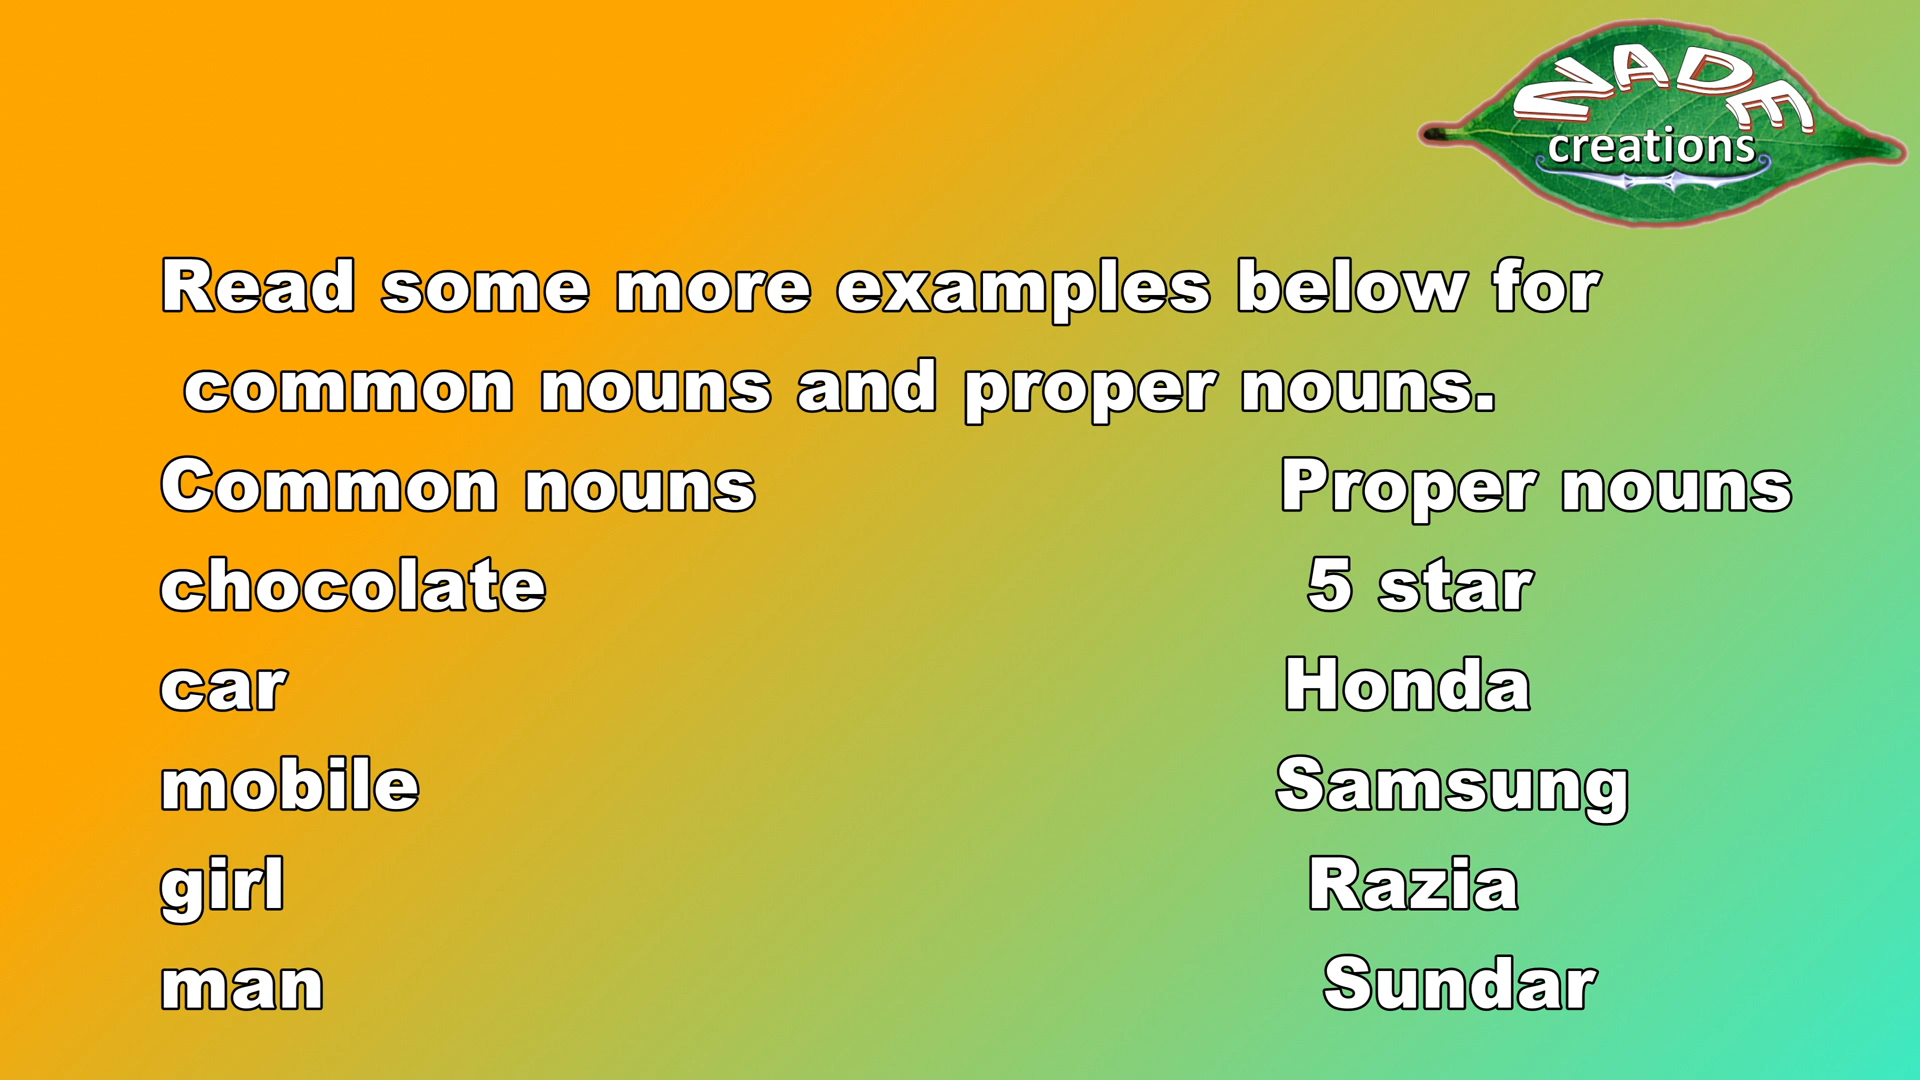 NADE
creations
Read some more examples below for
common nouns and proper nouns.
Common nouns Proper nouns
chocolate 5 star
car Honda
mobile Samsung
girl Razia
man Sundar